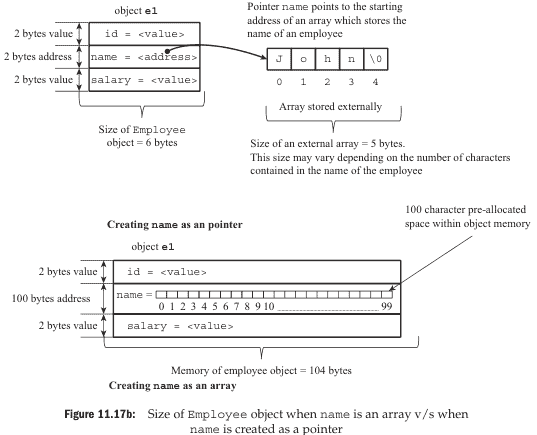 object e1
Pointer name points to the starting
address of an array which stores the
name of an employee
2 bytes value
id = <value>
2 bytes address
name = <address>
2 bytes value
salary = <value>
J o h n \0
0 1 2 3 4
Array stored externally
Size of Employee
object = 6 bytes
Size of an external array = 5 bytes.
This size may vary depending on the number of characters
contained in the name of the employee
100 character pre-allocated
space within object memory
Creating name as an pointer
object e1
2 bytes value
id = <value>
100 bytes address
name =
0 1 2 3 4 5 6 7 8 9 10 99
2 bytes value
salary = <value>
Memory of employee object = 104 bytes
Creating name as an array
Figure 11.17b: Size of Employee object when name is an array v/s when
name is created as a pointer